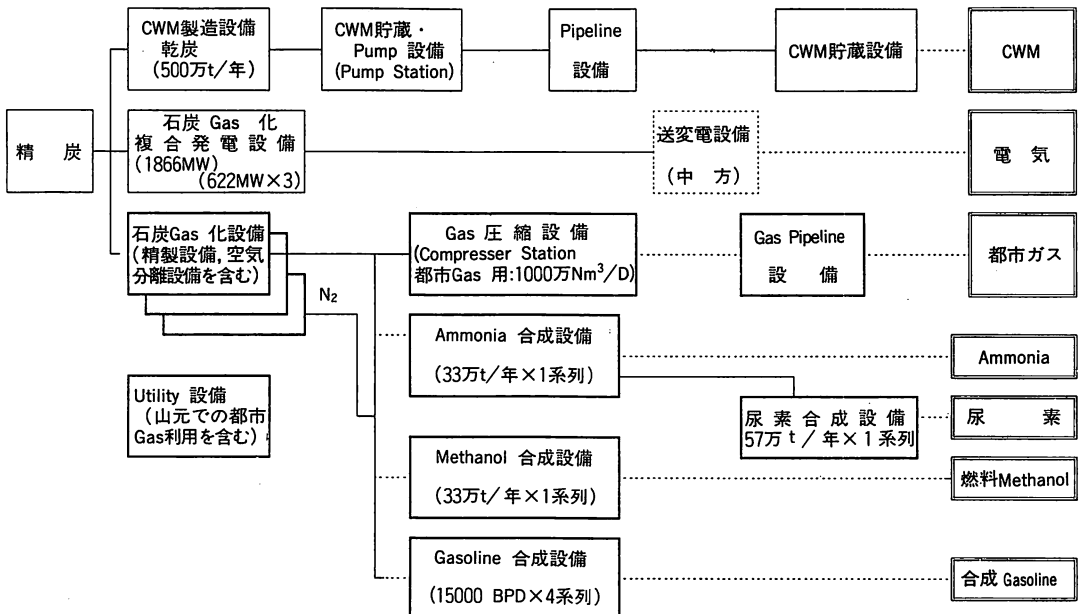 精 炭
CWM製造設備
乾炭
(500万t/年)
CWM貯蔵・
Pump 設備
(Pump Station)
Pipeline
設備
CWM貯蔵設備
CWM
石炭 Gas 化
複合発電設備
(1866MW)
(622MW×3)
送変電設備
(中 方)
電 気
石炭Gas 化設備
(精製設備,空気
分離設備を含む)
N2
Gas 圧縮設備
(Compresser Station
都市Gas 用:1000万Nm³/D)
Gas Pipeline
設 備
都市ガス
Ammonia 合成設備
(33万t/年×1系列)
Ammonia
Utility 設備
(山元での都市
Gas利用を含む)
尿素合成設備
57万t/年×1系列
尿 素
Methanol 合成設備
(33万t/年×1系列)
燃料Methanol
Gasoline 合成設備
(15000 BPD×4系列)
合成 Gasoline